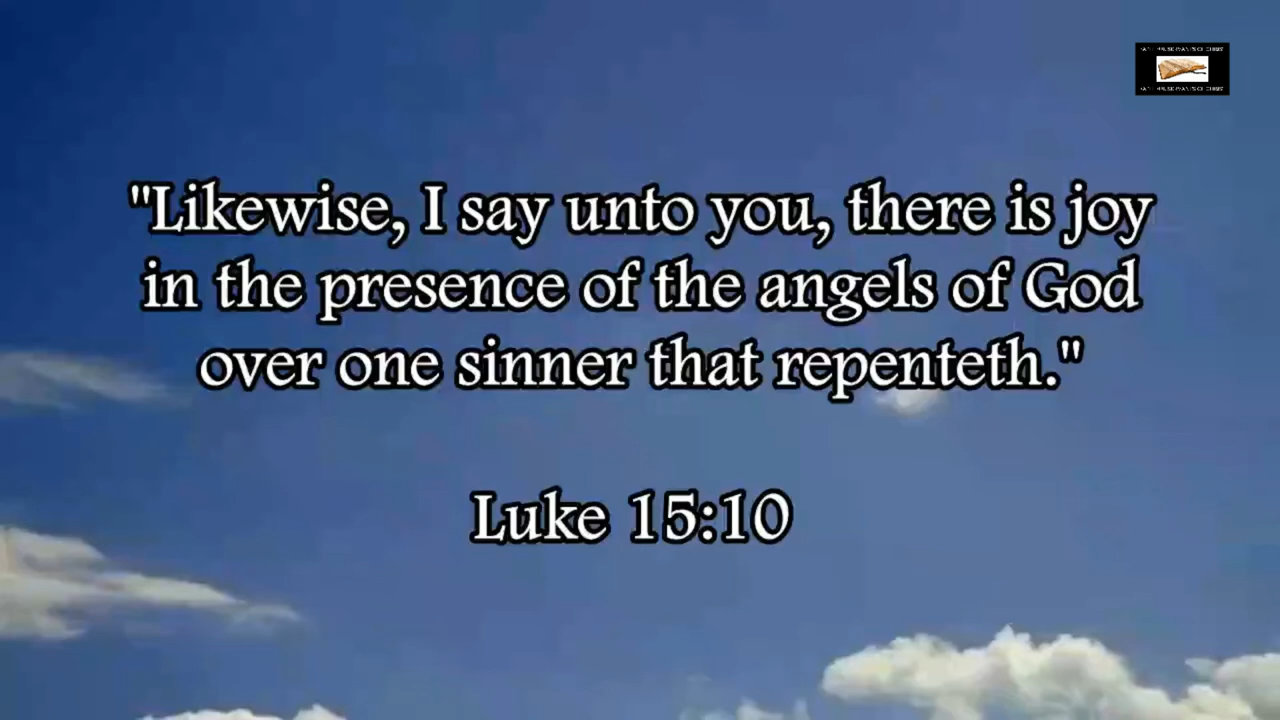 "Likewise, I say unto you, there is joy
in the presence of the angels of God
over one sinner that repenteth."
Luke 15:10